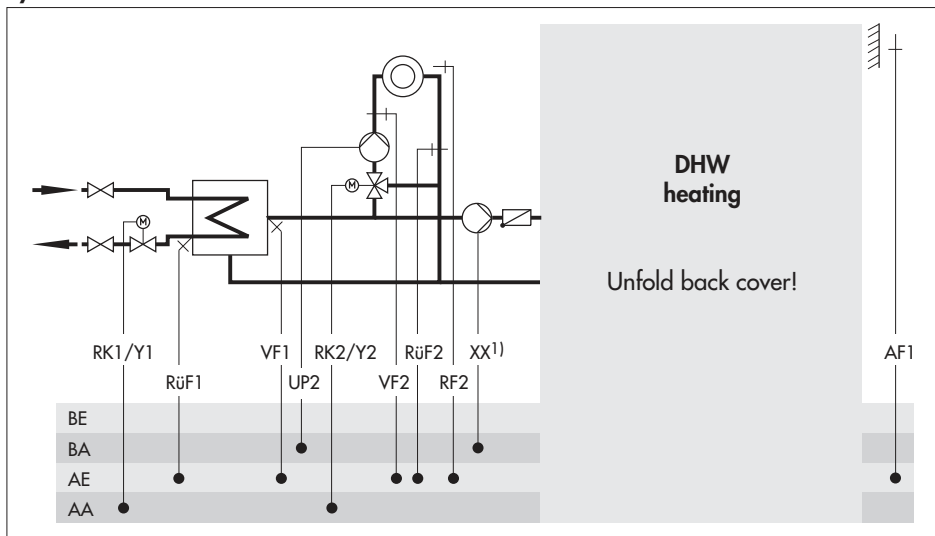 M
M
DHW
heating
Unfold back cover!
RK1/Y1 VF1 RK2/Y2 RüF2 XX1) AF1
RüF1 UP2 VF2 RF2
BE
BA
AE
AA